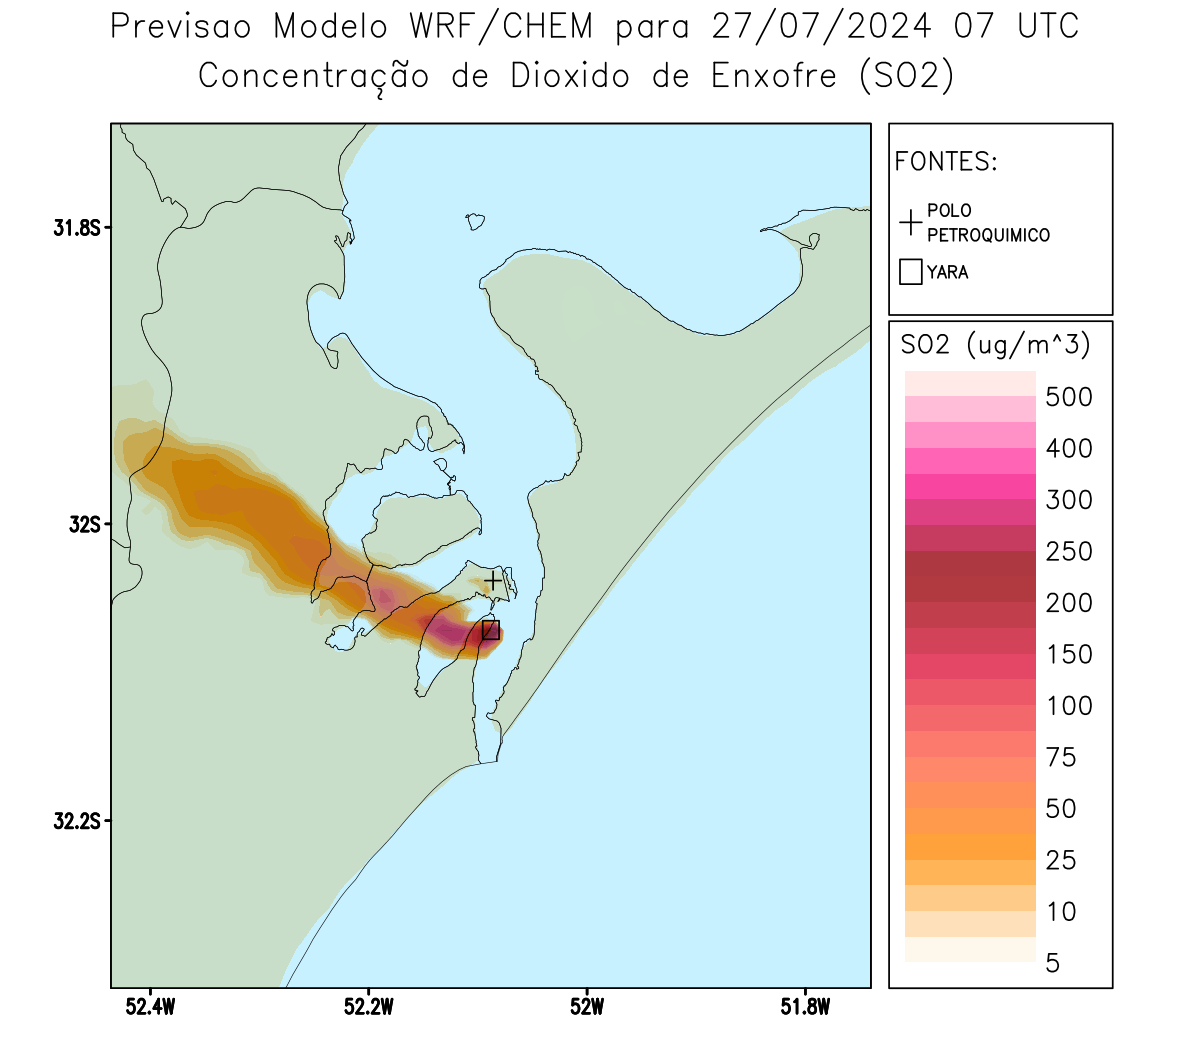 Previsao Modelo WRF/CHEM para 27/07/2024 07 UTC
Concentração de Dioxido de Enxofre (SO2)
FONTES:
POLO
PETROQUIMICO
YARA
SO2 (ug/m^3)
500
400
300
250
200
150
100
75
50
25
10
5
31.8S
32S
32.2S
52.4W
52.2W
52W
51.8W